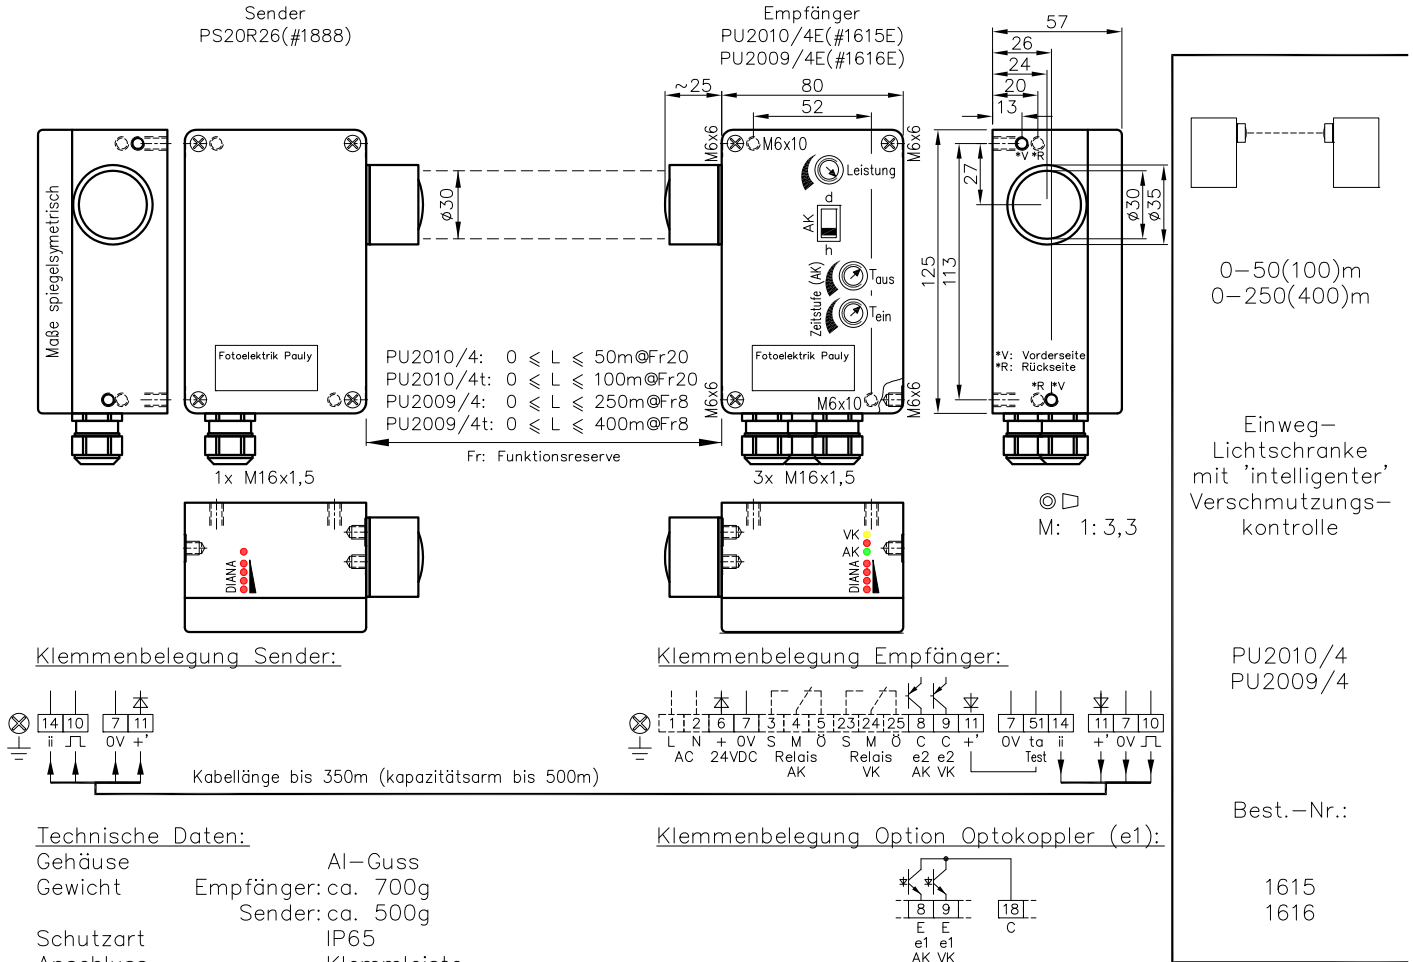 Sender
PS20R26(#1888)
Empfänger
PU2010/4E(#1615E)
PU2009/4E(#1616E)
57
26
24
20
13
~25
80
52
M6x6
M6x10
M6x6
Leistung
d
AK
h
Zeitstufe (AK)
Taus
Tein
Maße spiegelsymetrisch
Fotoelektrik Pauly
ø30
Fotoelektrik Pauly
M6x6
M6x10
M6x6
125
113
27
*V *R
ø30
ø35
*V: Vorderseite
*R: Rückseite
*R *V
PU2010/4: 0 ≤ L ≤ 50m@Fr20
PU2010/4t: 0 ≤ L ≤ 100m@Fr20
PU2009/4: 0 ≤ L ≤ 250m@Fr8
PU2009/4t: 0 ≤ L ≤ 400m@Fr8
Fr: Funktionsreserve
1x M16x1,5
3x M16x1,5
M: 1:3,3
DIANA
VK
AK
DIANA
0-50(100)m
0-250(400)m
Einweg-
Lichtschranke
mit 'intelligenter'
Verschmutzungs-
kontrolle
PU2010/4
PU2009/4
Best.-Nr.:
1615
1616
Klemmenbelegung Sender:
14 10 7 11
ii 0V +'
Klemmenbelegung Empfänger:
1 2 6 7 3 4 5 23 24 25 8 9 11 7 51 14 11 7 10
L N + 0V S M Ö S M Ö C C +' 0V ta ii +' 0V
AC 24VDC Relais Relais e2 e2 Test
AK VK AK VK
Kabellänge bis 350m (kapazitätsarm bis 500m)
Technische Daten:
Gehäuse Al-Guss
Gewicht Empfänger: ca. 700g
Sender: ca. 500g
Schutzart IP65
Anschluss Klemmleiste
Klemmenbelegung Option Optokoppler (e1):
8 9 18
E E C
e1 e1
AK VK